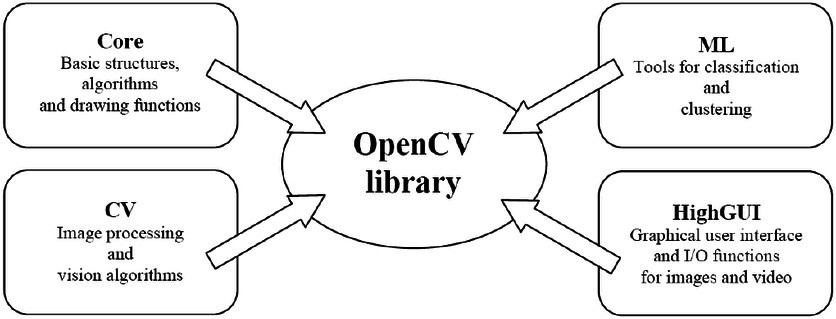 Core
Basic structures,
algorithms
and drawing functions
ML
Tools for classification
and
clustering
OpenCV
library
CV
Image processing
and
vision algorithms
HighGUI
Graphical user interface
and I/O functions
for images and video